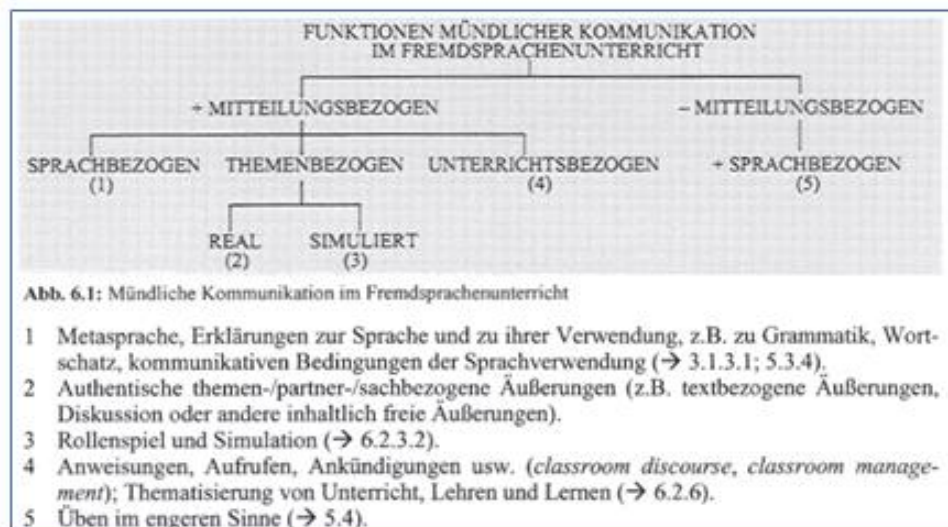 FUNKTIONEN MÜNDLICHER KOMMUNIKATION
IM FREMDSPRACHENUNTERRICHT
+ MITTEILUNGSBEZOGEN
– MITTEILUNGSBEZOGEN
SPRACHBEZOGEN THEMENBEZOGEN UNTERRICHTSBEZOGEN + SPRACHBEZOGEN
(1) (4) (5)
REAL SIMULIERT
(2) (3)
Abb. 6.1: Mündliche Kommunikation im Fremdsprachenunterricht
1 Metasprache, Erklärungen zur Sprache und zu ihrer Verwendung, z.B. zu Grammatik, Wort-
schatz, kommunikativen Bedingungen der Sprachverwendung (→ 3.1.3.1; 5.3.4).
2 Authentische themen-/partner-/sachbezogene Äußerungen (z.B. textbezogene Äußerungen,
Diskussion oder andere inhaltlich freie Äußerungen).
3 Rollenspiel und Simulation (→ 6.2.3.2).
4 Anweisungen, Aufrufen, Ankündigungen usw. (classroom discourse, classroom manage-
ment); Thematisierung von Unterricht, Lehren und Lernen (→ 6.2.6).
5 Üben im engeren Sinne (→ 5.4).